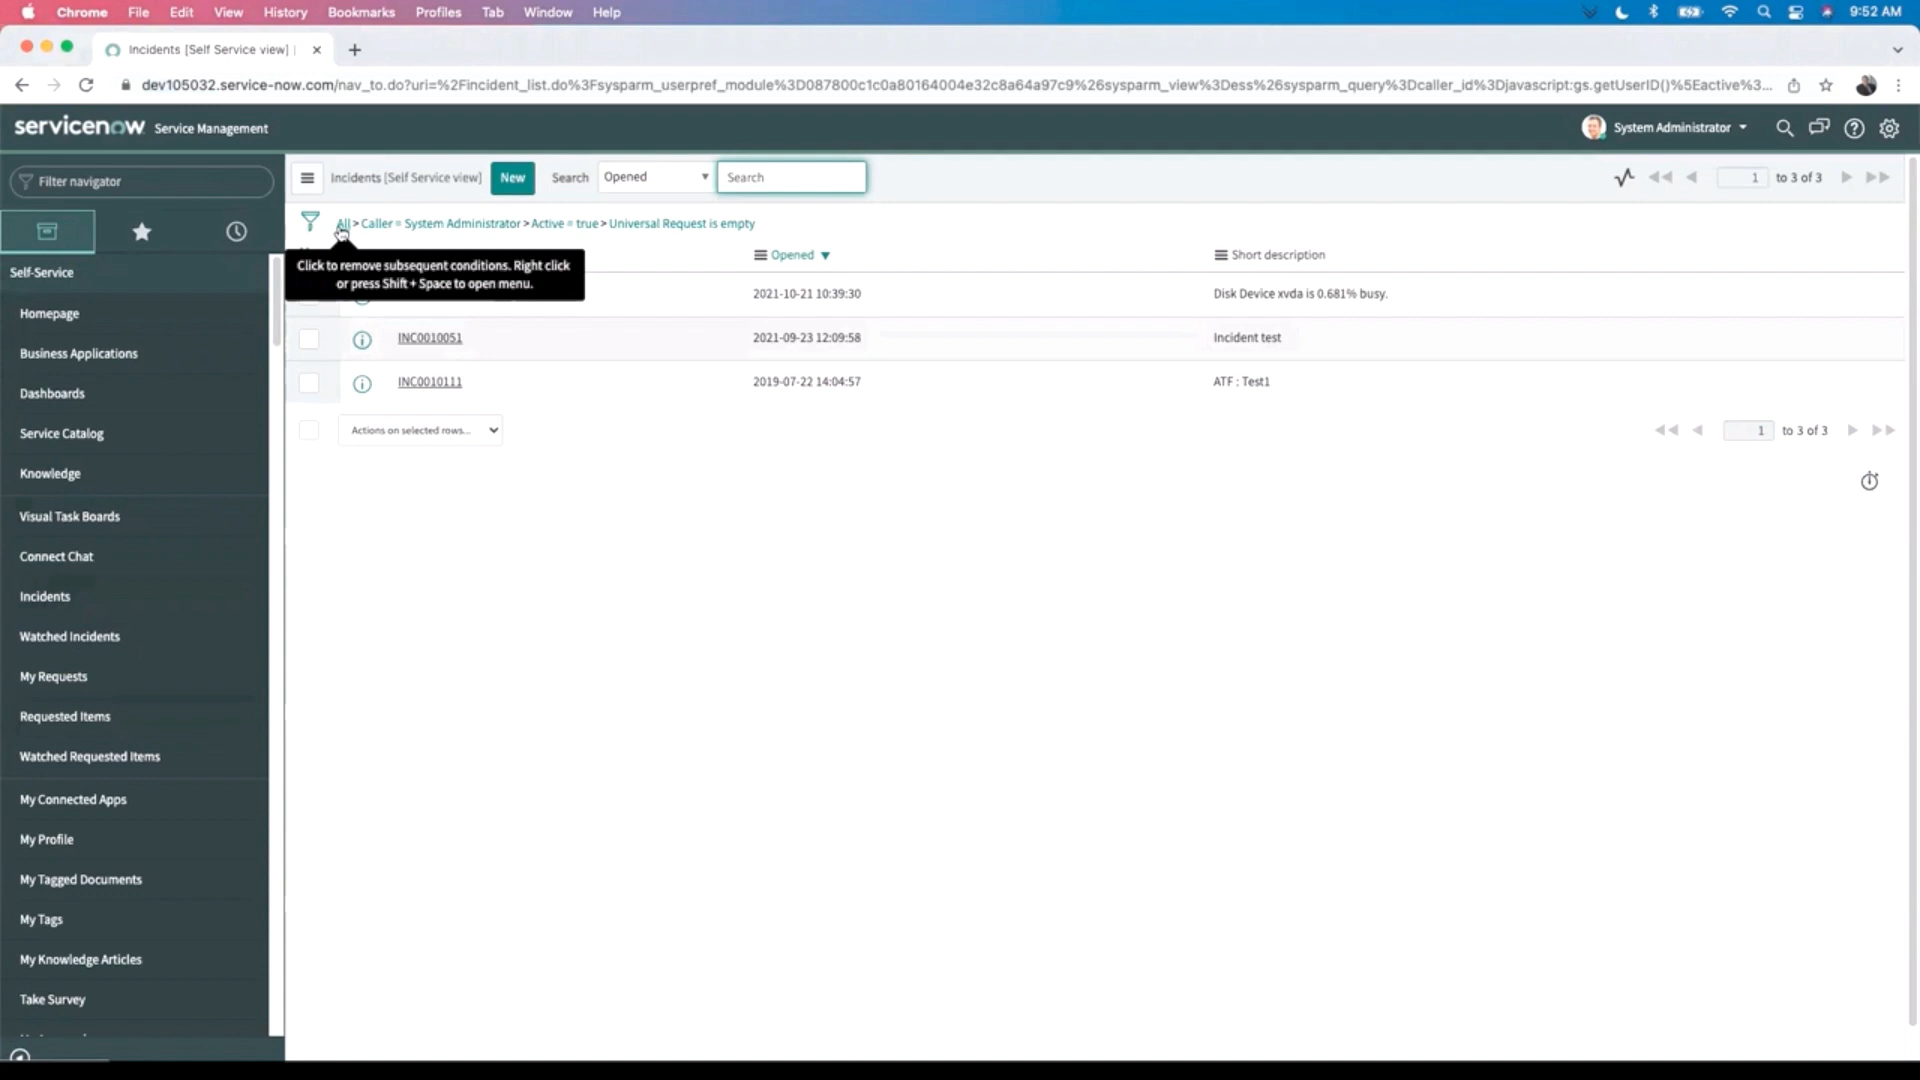 Chrome File Edit View History Bookmarks Profiles Tab Window Help 9:52 AM
Incidents [Self Service view] |
dev105032.service-now.com/nav_to.do?uri=%2Fincident_list.do%3Fsysparm_userpref_module%3D087800c1c0a80164004e32c8a64a97c9%26sysparm_view%3Dess%26sysparm_query%3Dcaller_id%3Djavascript:gs.getUserID()%5Eactive%3...
servicenow Service Management System Administrator
Filter navigator
Incidents [Self Service view] New Search Opened Search 1 to 3 of 3
All > Caller = System Administrator > Active = true > Universal Request is empty
Click to remove subsequent conditions. Right click
or press Shift + Space to open menu.
Opened Short description
2021-10-21 10:39:30 Disk Device xvda is 0.681% busy.
INC0010051 2021-09-23 12:09:58 Incident test
INC0010111 2019-07-22 14:04:57 ATF : Test1
Actions on selected rows... 1 to 3 of 3
Self-Service
Homepage
Business Applications
Dashboards
Service Catalog
Knowledge
Visual Task Boards
Connect Chat
Incidents
Watched Incidents
My Requests
Requested Items
Watched Requested Items
My Connected Apps
My Profile
My Tagged Documents
My Tags
My Knowledge Articles
Take Survey